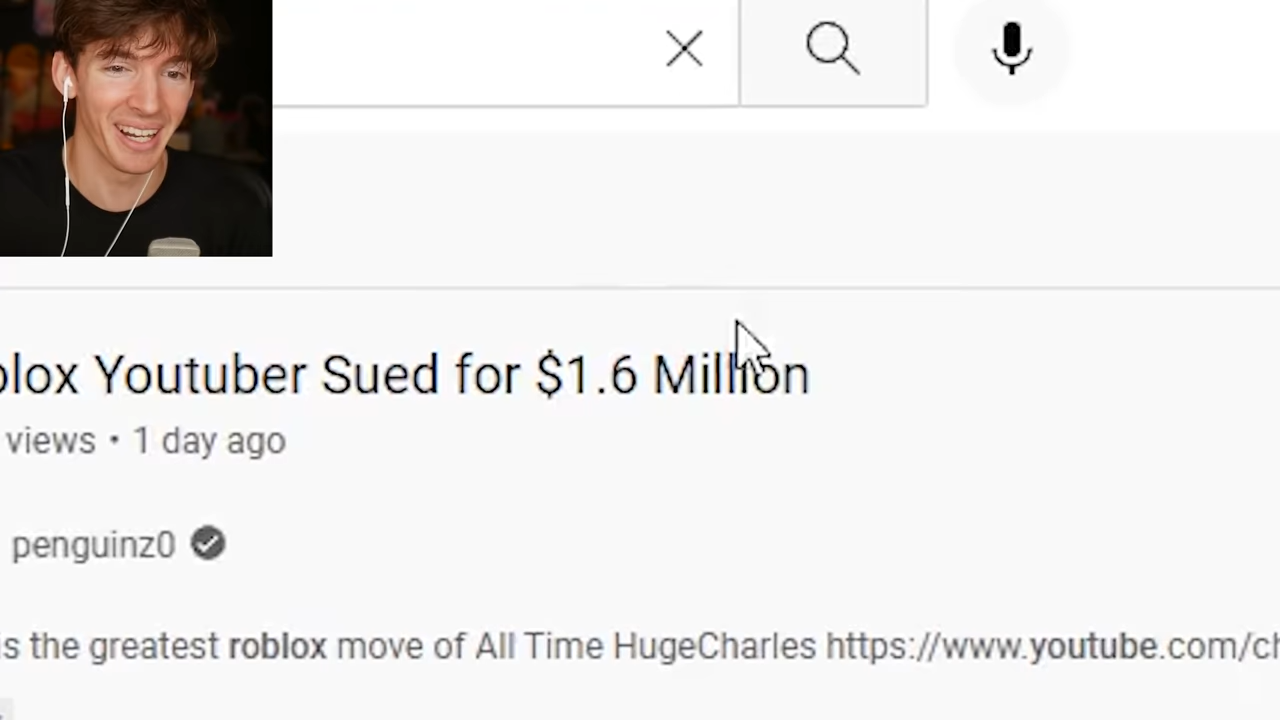 blox Youtuber Sued for $1.6 Million
views • 1 day ago
penguinz0
is the greatest roblox move of All Time HugeCharles https://www.youtube.com/ch